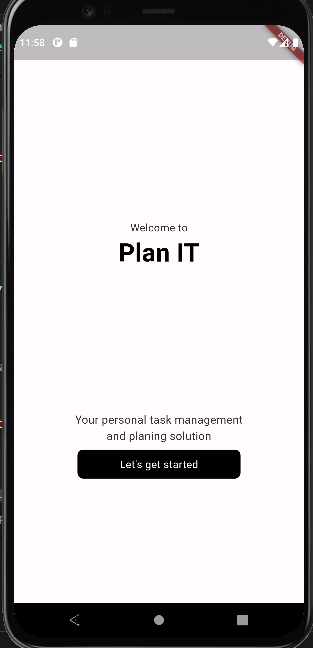 11:58
DEBUG
Welcome to
Plan IT
Your personal task management
and planing solution
Let's get started